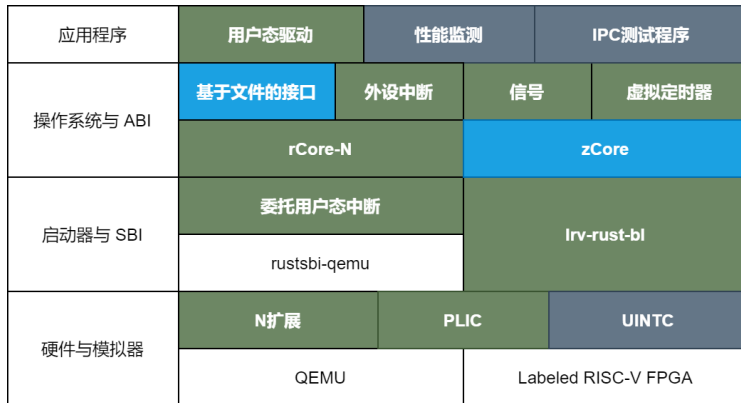 应用程序
用户态驱动
性能监测
IPC测试程序
操作系统与 ABI
基于文件的接口
外设中断
信号
虚拟定时器
rCore-N
zCore
启动器与 SBI
委托用户态中断
lrv-rust-bl
rustsbi-qemu
硬件与模拟器
N扩展
PLIC
UINTC
QEMU
Labeled RISC-V FPGA